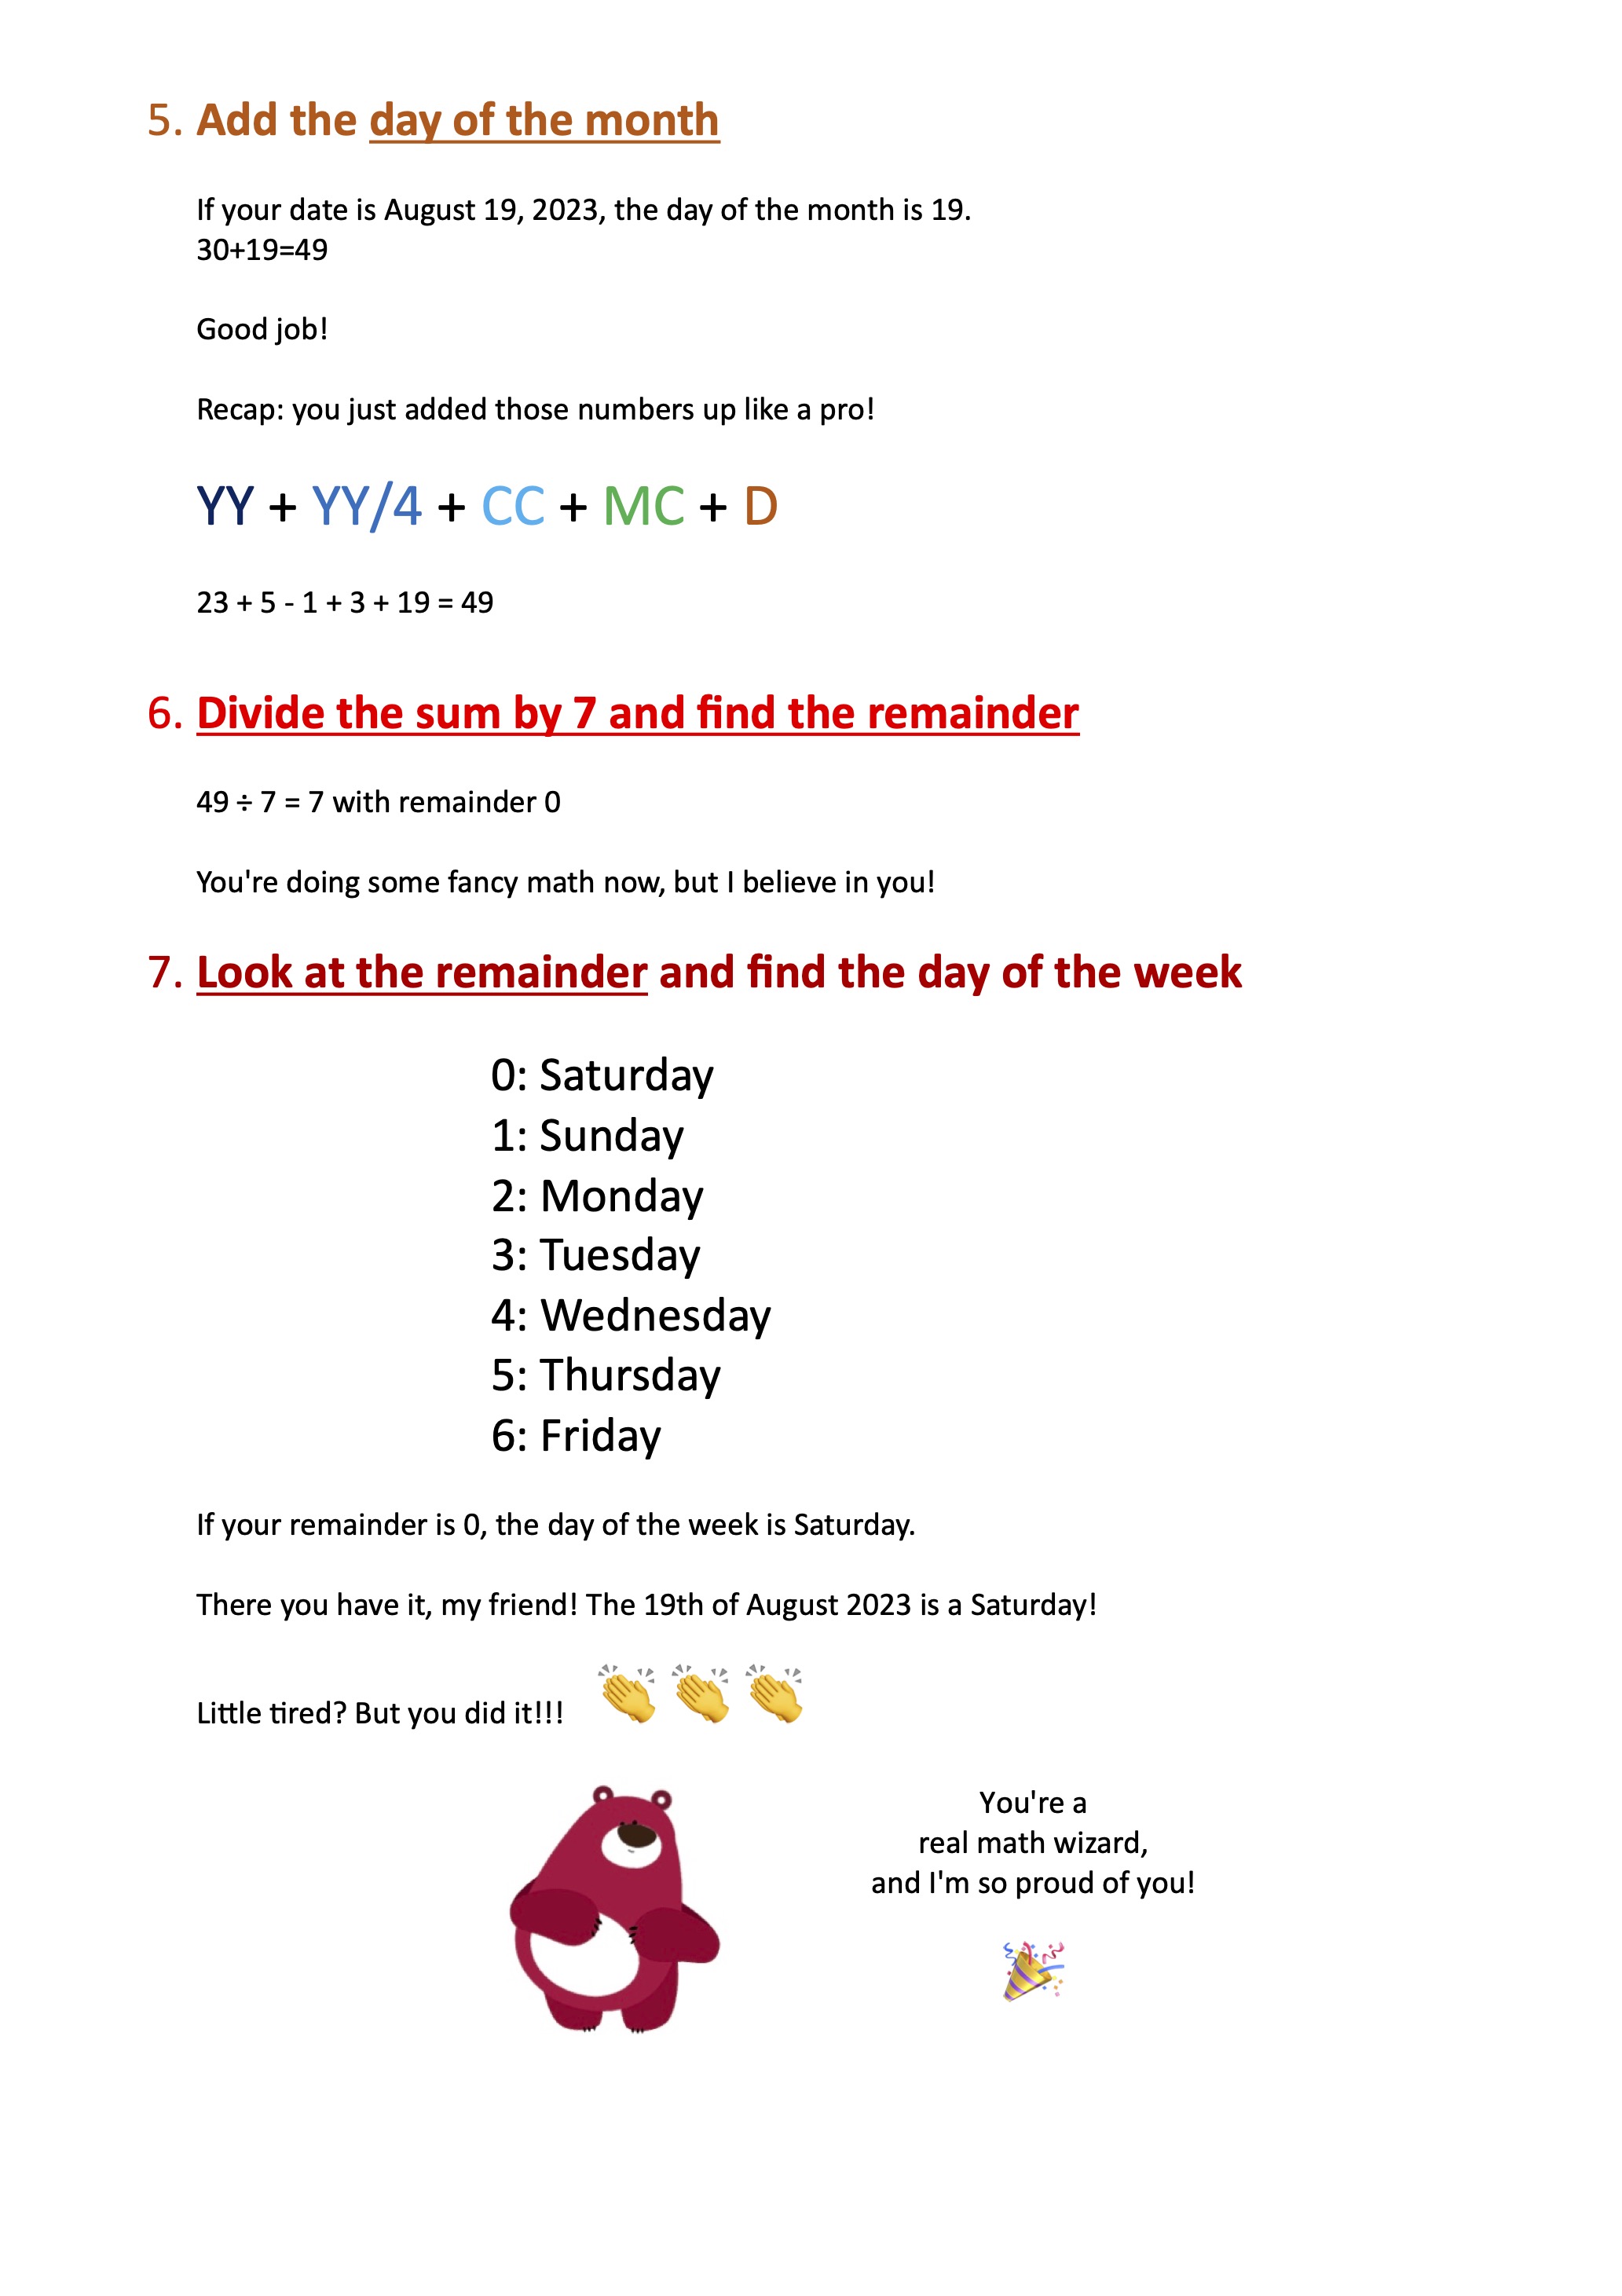 5. Add the day of the month
If your date is August 19, 2023, the day of the month is 19.
30+19=49
Good job!
Recap: you just added those numbers up like a pro!
YY + YY/4 + CC + MC + D
23 + 5 - 1 + 3 + 19 = 49
6. Divide the sum by 7 and find the remainder
49 ÷ 7 = 7 with remainder 0
You're doing some fancy math now, but I believe in you!
7. Look at the remainder and find the day of the week
0: Saturday
1: Sunday
2: Monday
3: Tuesday
4: Wednesday
5: Thursday
6: Friday
If your remainder is 0, the day of the week is Saturday.
There you have it, my friend! The 19th of August 2023 is a Saturday!
Little tired? But you did it!!! 👏 👏 👏
You're a
real math wizard,
and I'm so proud of you!
🎉